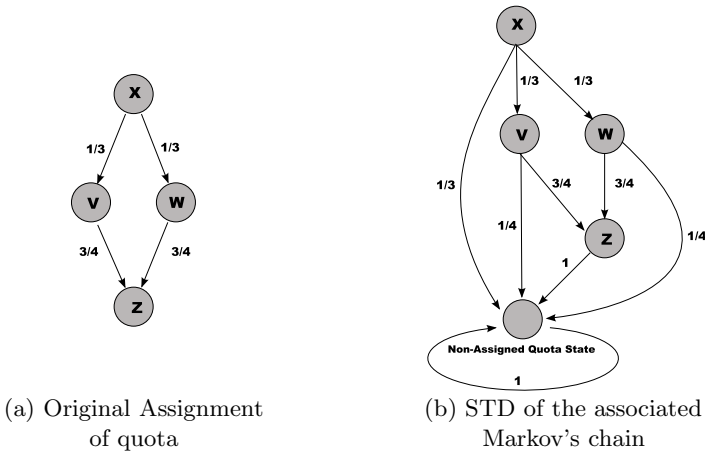 X
1/3
1/3
V
W
3/4
3/4
Z
(a) Original Assignment
of quota
X
1/3
1/3
V
W
1/3
3/4
3/4
1/4
1/4
Z
1
Non-Assigned Quota State
1
(b) STD of the associated
Markov's chain